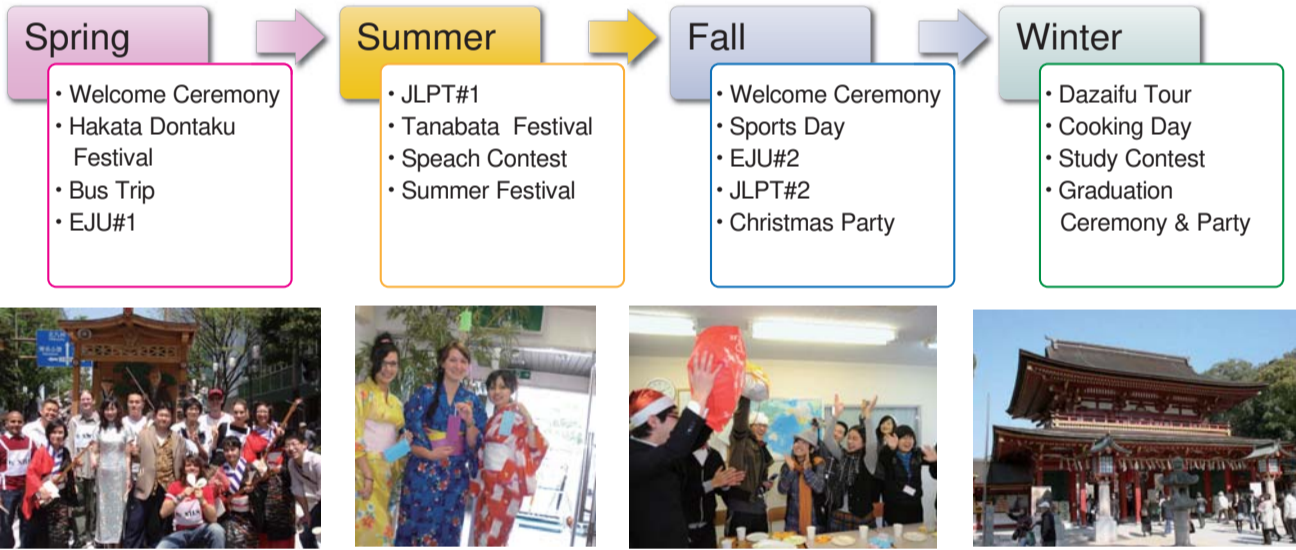 Spring
・Welcome Ceremony
・Hakata Dontaku
Festival
・Bus Trip
・EJU#1
Summer
・JLPT#1
・Tanabata Festival
・Speach Contest
・Summer Festival
Fall
・Welcome Ceremony
・Sports Day
・EJU#2
・JLPT#2
・Christmas Party
Winter
・Dazaifu Tour
・Cooking Day
・Study Contest
・Graduation
Ceremony & Party